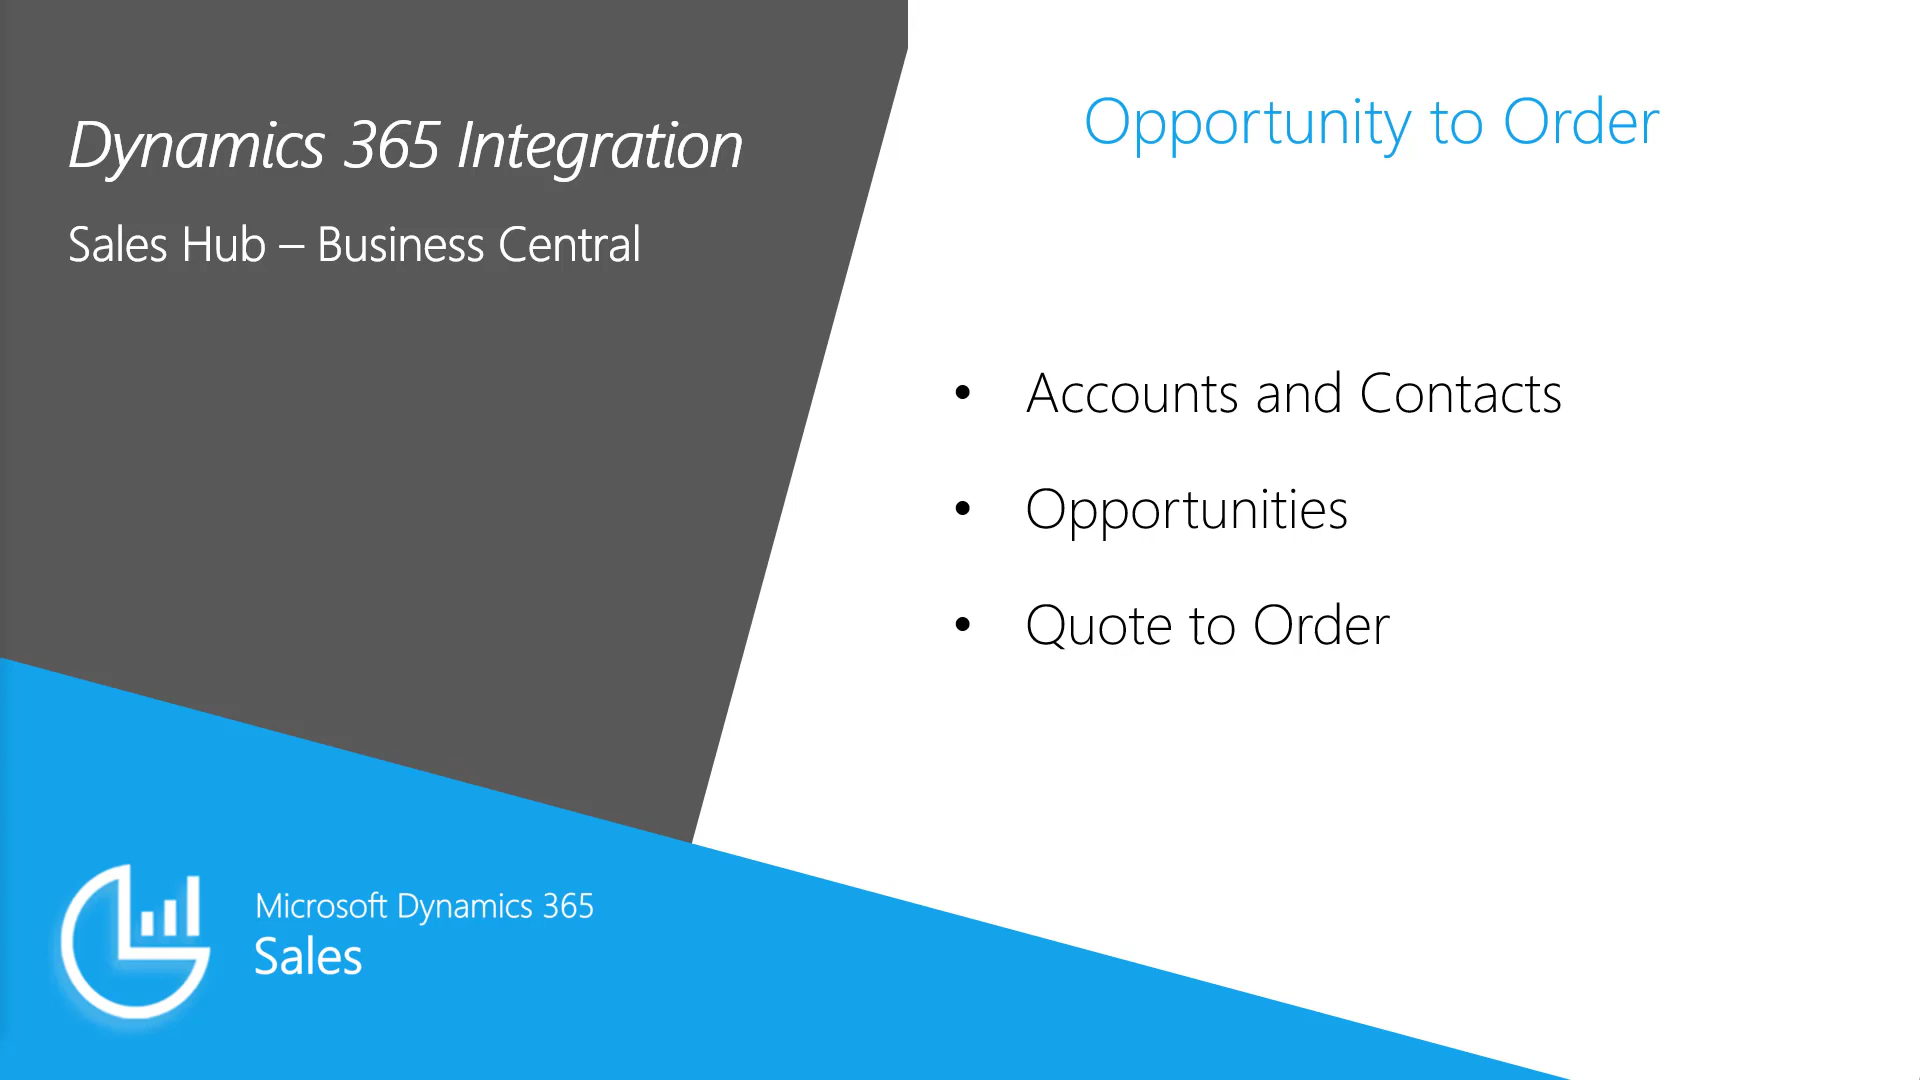 Dynamics 365 Integration
Sales Hub – Business Central
Opportunity to Order
• Accounts and Contacts
• Opportunities
• Quote to Order
Microsoft Dynamics 365
Sales